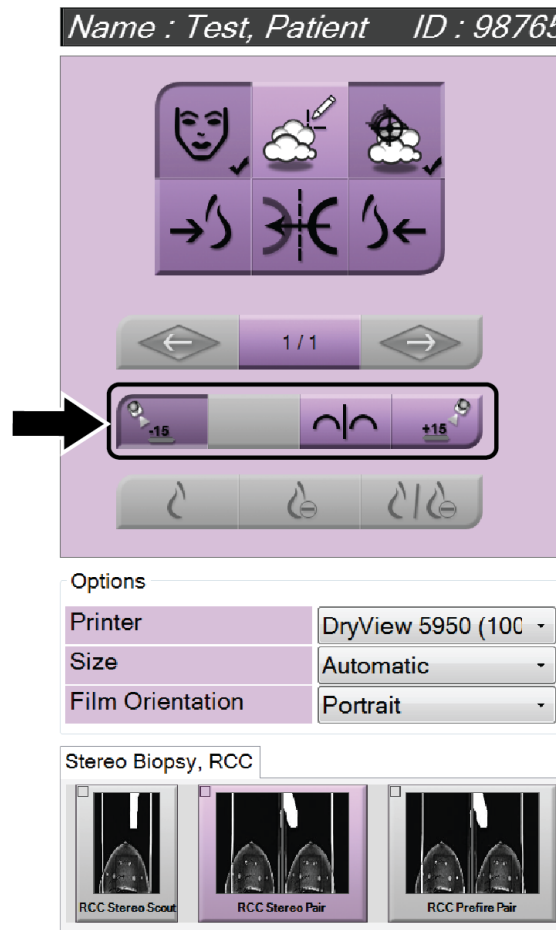 Name : Test, Patient ID : 98765
1 / 1
-15 +15
Options
Printer DryView 5950 (100
Size Automatic
Film Orientation Portrait
Stereo Biopsy, RCC
RCC Stereo Scout RCC Stereo Pair RCC Prefire Pair